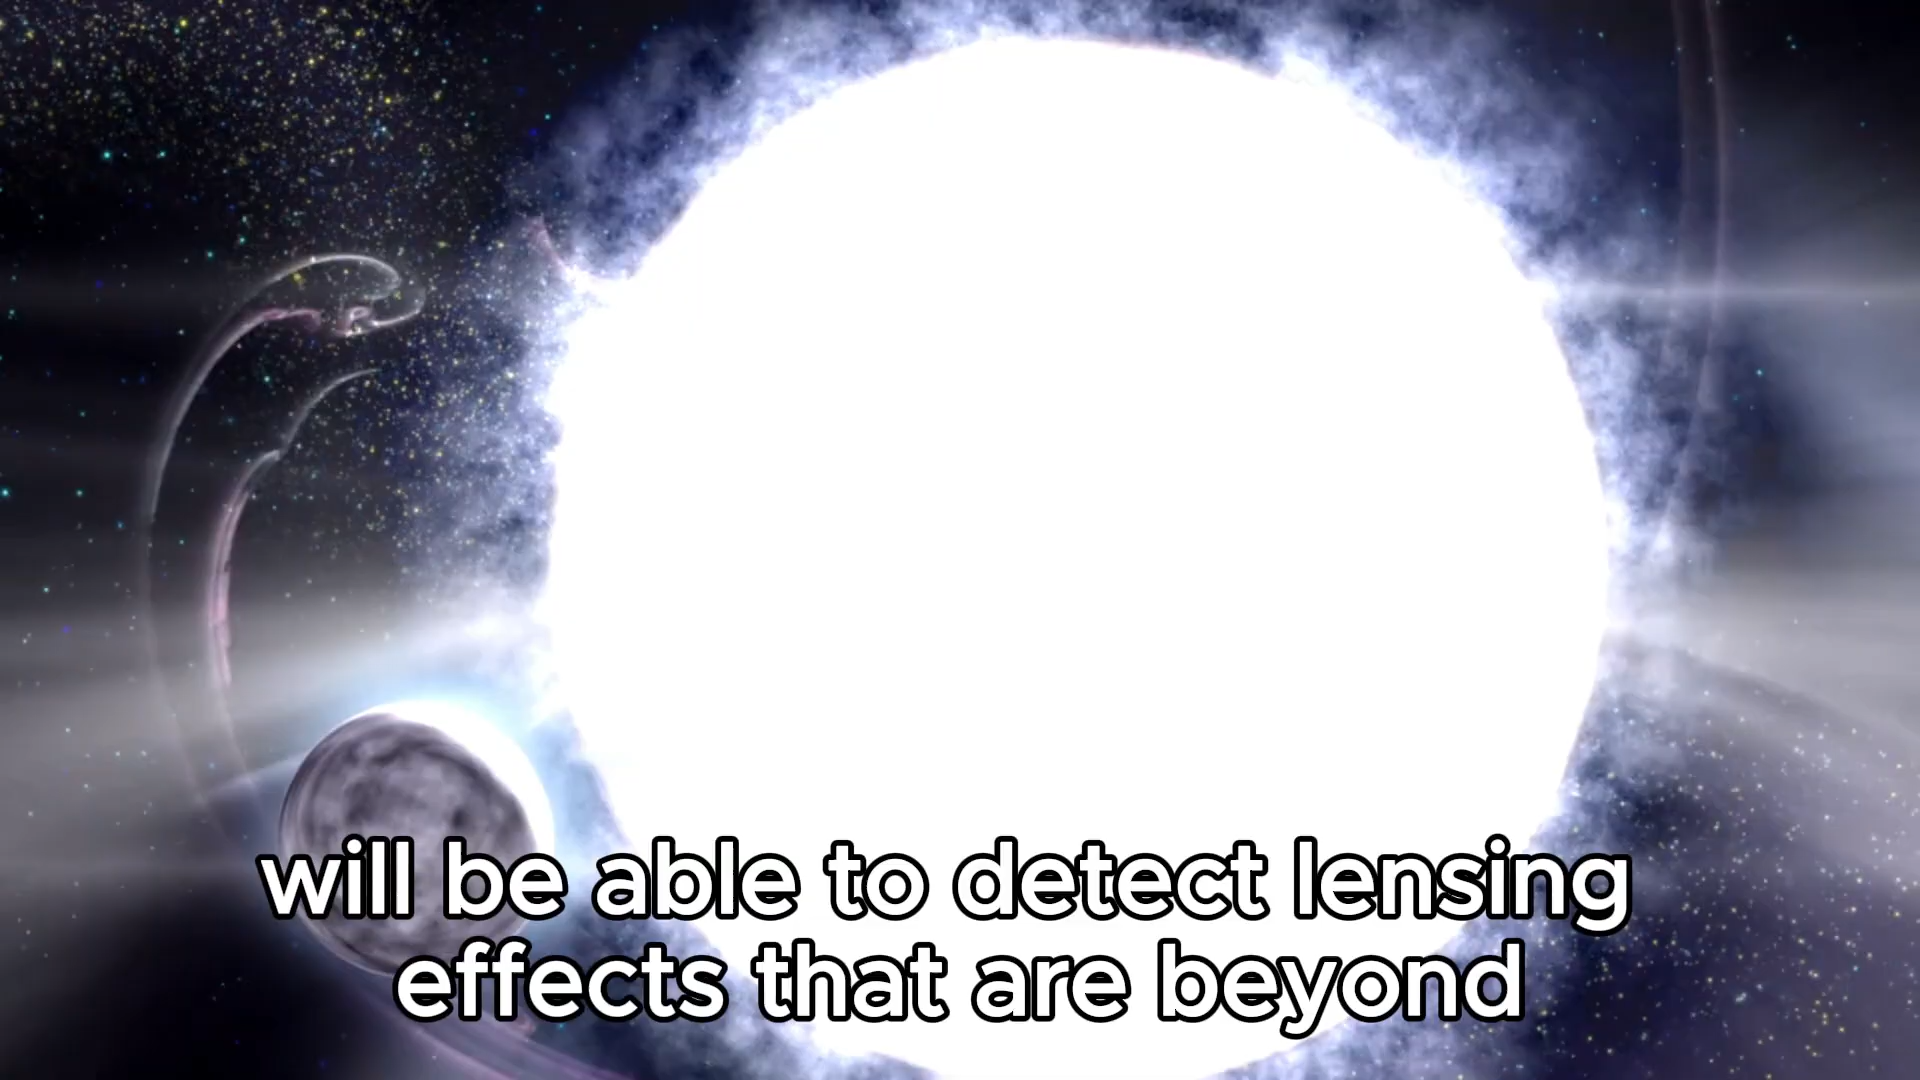 will be able to detect lensing
effects that are beyond